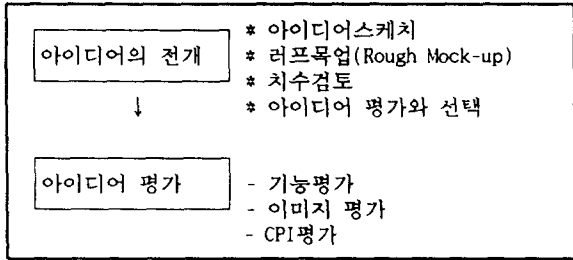 * 아이디어스케치
아이디어의 전개 * 러프목업(Rough Mock-up)
* 치수검토
↓ * 아이디어 평가와 선택
아이디어 평가 - 기능평가
- 이미지 평가
- CPI평가